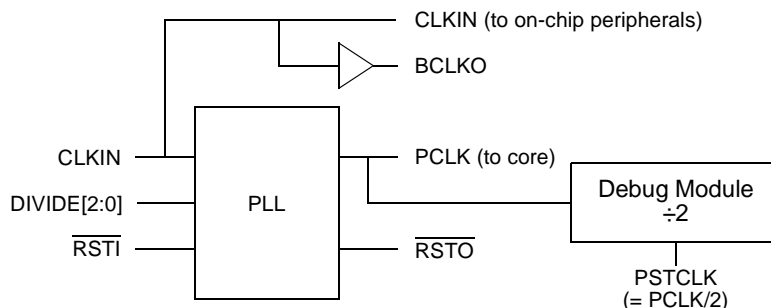 CLKIN (to on-chip peripherals)
BCLKO
CLKIN
PCLK (to core)
DIVIDE[2:0]
PLL
Debug Module
÷2
RSTI
RSTO
PSTCLK
(= PCLK/2)